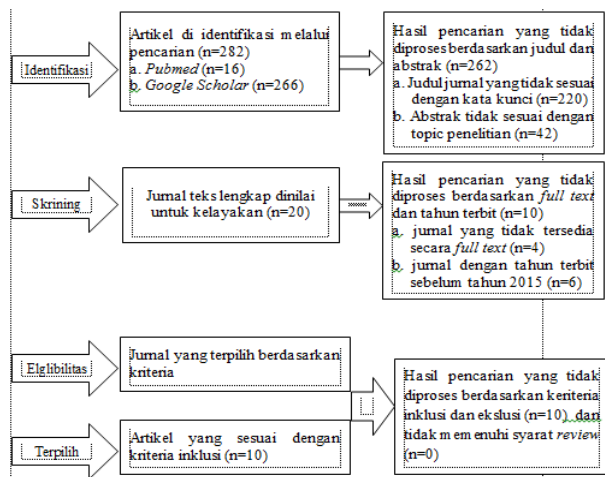 Identifikasi
Artikel di identifikasi melalui
pencarian (n=282)
a. Pubmed (n=16)
b. Google Scholar (n=266)
Hasil pencarian yang tidak
diproses berdasarkan judul dan
abstrak (n=262)
a. Judul jurnal yang tidak sesuai
dengan kata kunci (n=220)
b. Abstrak tidak sesuai dengan
topic penelitian (n=42)
Skrining
Jurnal teks lengkap dinilai
untuk kelayakan (n=20)
Hasil pencarian yang tidak
diproses berdasarkan full text
dan tahun terbit (n=10)
a. jurnal yang tidak tersedia
secara full text (n=4)
b. jurnal dengan tahun terbit
sebelum tahun 2015 (n=6)
Elglibilitas
Jurnal yang terpilih berdasarkan
kriteria
Hasil pencarian yang tidak
diproses berdasarkan keriteria
inklusi dan ekslusi (n=10) dan
tidak memenuhi syarat review
(n=0)
Terpilih
Artikel yang sesuai dengan
kriteria inklusi (n=10)